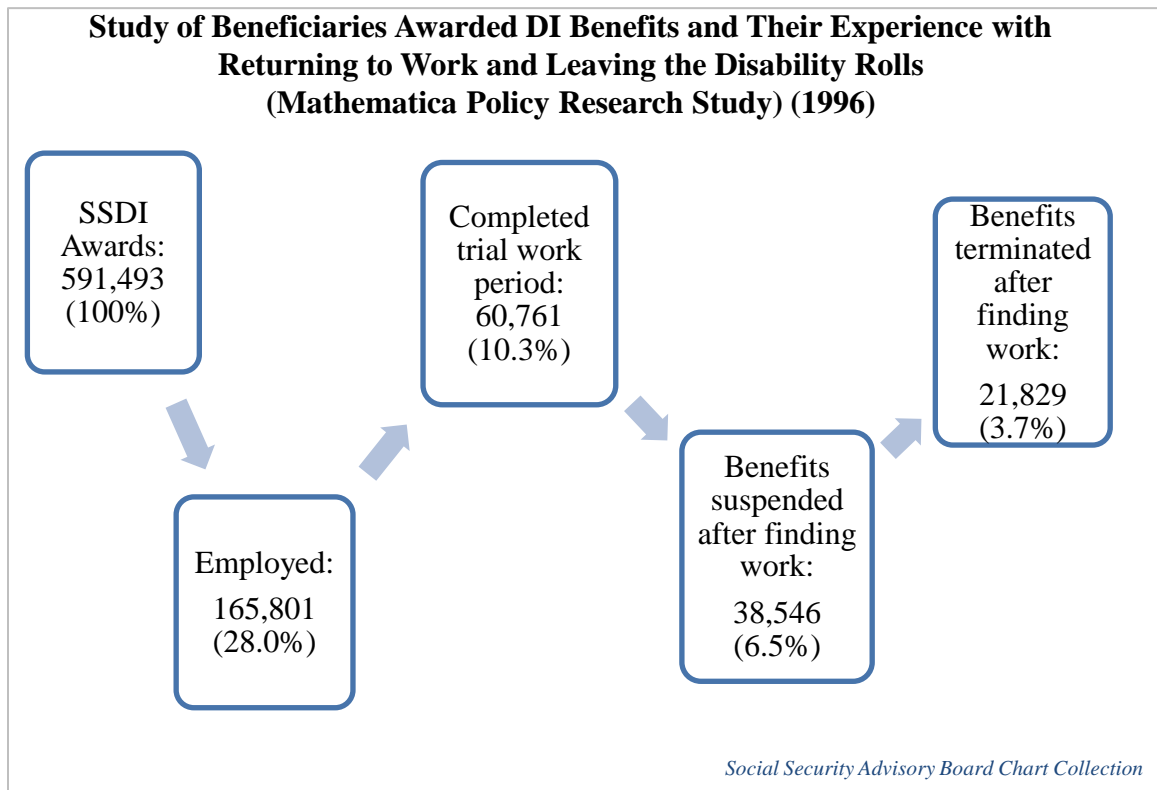 Study of Beneficiaries Awarded DI Benefits and Their Experience with
Returning to Work and Leaving the Disability Rolls
(Mathematica Policy Research Study) (1996)
SSDI
Awards:
591,493
(100%)
Employed:
165,801
(28.0%)
Completed
trial work
period:
60,761
(10.3%)
Benefits
suspended
after finding
work:
38,546
(6.5%)
Benefits
terminated
after
finding
work:
21,829
(3.7%)
Social Security Advisory Board Chart Collection